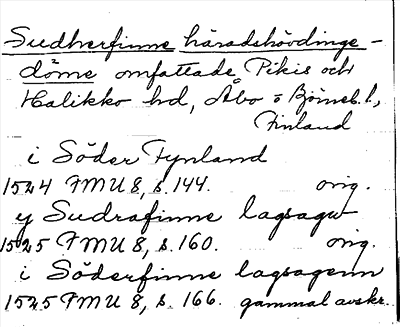 Sudherfinne häradshövdinge-
döme omfattade Pikis och
Halikko hd, Åbo o Björneb. l.,
Finland
i Söder Fynland
1524 FMU 8, s. 144. orig.
y Sudrafinne lagsagu
1525 FMU 8, s. 160. orig.
i Söderfinne lagsagenn
1525 FMU 8, s. 166. gammal avskr.